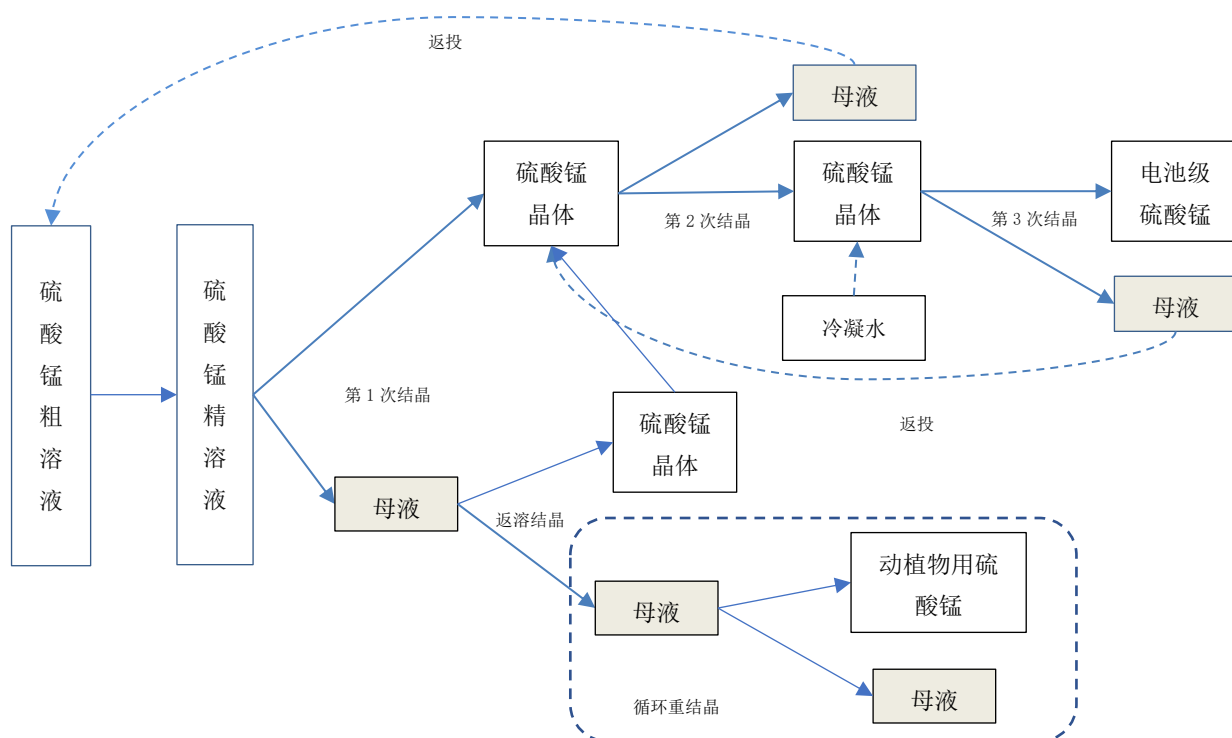 返投
母液
硫酸锰
晶体
硫酸锰
晶体
电池级
硫酸锰
第 2 次结晶
第 3 次结晶
硫
酸
锰
粗
溶
液
硫
酸
锰
精
溶
液
冷凝水
母液
第 1 次结晶
硫酸锰
晶体
返投
母液
返溶结晶
动植物用硫
酸锰
母液
母液
循环重结晶